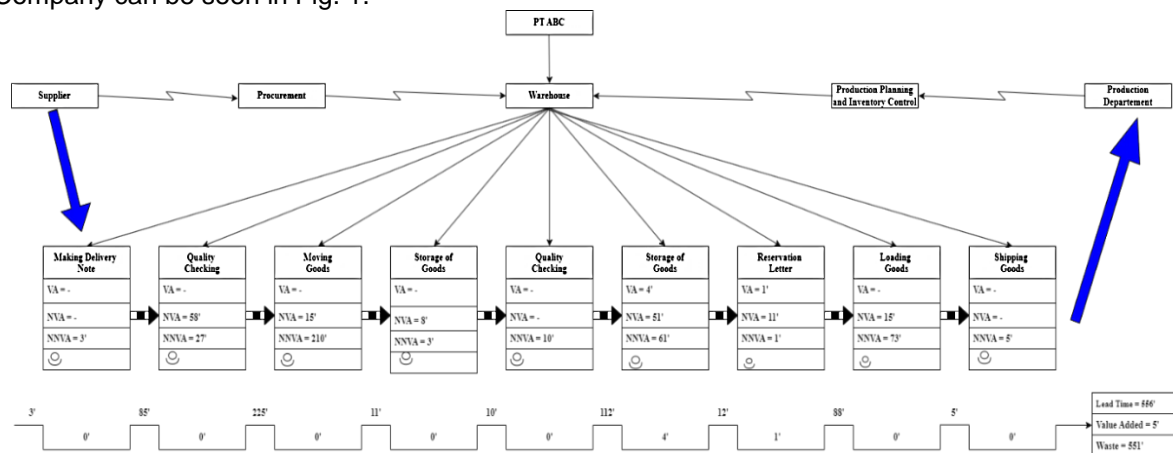 Company can be seen in Fig. 1.
PT ABC
Supplier
Procurement
Warehouse
Production Planning
and Inventory Control
Production
Departement
Making Delivery
Note
VA = -
NVA = -
NNVA = 3'
Quality
Checking
VA = -
NVA = 58'
NNVA = 27'
Moving
Goods
VA = -
NVA = 15'
NNVA = 210'
Storage of
Goods
VA = -
NVA = 8'
NNVA = 3'
Quality
Checking
VA = -
NVA = -
NNVA = 10'
Storage of
Goods
VA = 4'
NVA = 51'
NNVA = 61'
Reservation
Letter
VA = 1'
NVA = 11'
NNVA = 1'
Loading
Goods
VA = -
NVA = 15'
NNVA = 73'
Shipping
Goods
VA = -
NVA = -
NNVA = 5'
3' 85' 225' 11' 10' 112' 12' 88' 5'
0' 0' 0' 0' 0' 4' 1' 0' 0'
Lead Time = 556'
Value Added = 5'
Waste = 551'